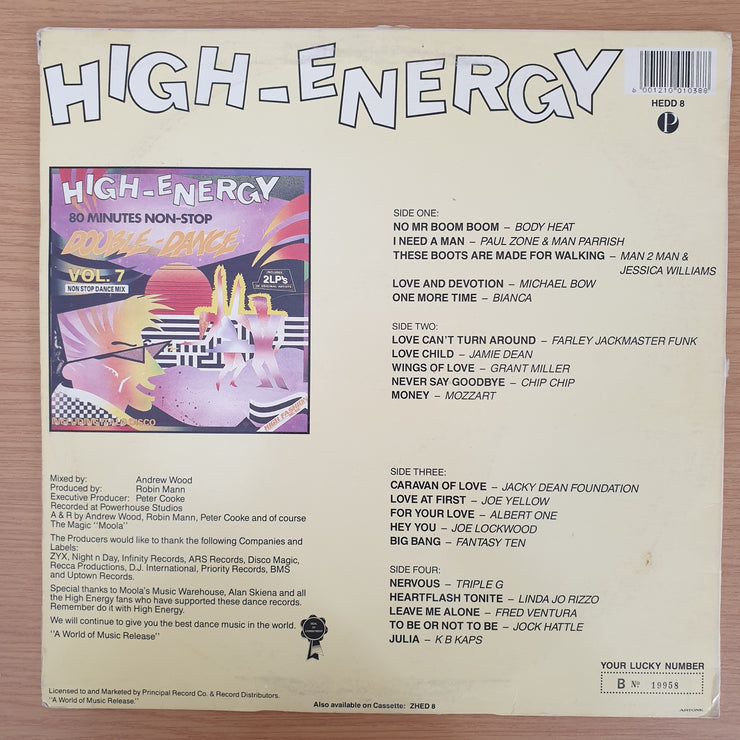 HIGH-ENERGY
6 001210 010388
HEDD 8
P
HIGH-ENERGY
80 MINUTES NON-STOP
DOUBLE-DANCE
VOL. 7
NON STOP DANCE MIX
INCLUDES
2LP's
OF ORIGINAL ARTISTS
HIGH FASHION
DISCO
SIDE ONE:
NO MR BOOM BOOM – BODY HEAT
I NEED A MAN – PAUL ZONE & MAN PARRISH
THESE BOOTS ARE MADE FOR WALKING – MAN 2 MAN &
JESSICA WILLIAMS
LOVE AND DEVOTION – MICHAEL BOW
ONE MORE TIME – BIANCA
SIDE TWO:
LOVE CAN'T TURN AROUND – FARLEY JACKMASTER FUNK
LOVE CHILD – JAMIE DEAN
WINGS OF LOVE – GRANT MILLER
NEVER SAY GOODBYE – CHIP CHIP
MONEY – MOZZART
SIDE THREE:
CARAVAN OF LOVE – JACKY DEAN FOUNDATION
LOVE AT FIRST – JOE YELLOW
FOR YOUR LOVE – ALBERT ONE
HEY YOU – JOE LOCKWOOD
BIG BANG – FANTASY TEN
SIDE FOUR:
NERVOUS – TRIPLE G
HEARTFLASH TONITE – LINDA JO RIZZO
LEAVE ME ALONE – FRED VENTURA
TO BE OR NOT TO BE – JOCK HATTLE
JULIA – K B KAPS
Mixed by: Andrew Wood
Produced by: Robin Mann
Executive Producer: Peter Cooke
Recorded at Powerhouse Studios
A & R by Andrew Wood, Robin Mann, Peter Cooke and of course
The Magic "Moola"
The Producers would like to thank the following Companies and
Labels:
ZYX, Night n Day, Infinity Records, ARS Records, Disco Magic,
Recca Productions, D.J. International, Priority Records, BMS
and Uptown Records.
Special thanks to Moola's Music Warehouse, Alan Skiena and all
the High Energy fans who have supported these dance records.
Remember do it with High Energy.
We will continue to give you the best dance music in the world.
"A World of Music Release"
YOUR LUCKY NUMBER
B Nº 19958
Licensed to and Marketed by Principal Record Co. & Record Distributors.
"A World of Music Release."
Also available on Cassette: ZHED 8
ARTONE